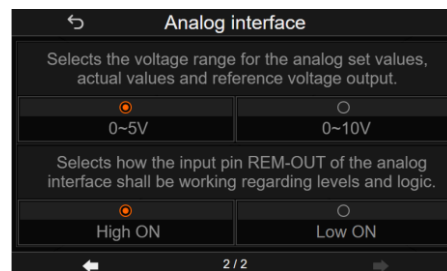 Analog interface
Selects the voltage range for the analog set values,
actual values and reference voltage output.
0~5V
0~10V
Selects how the input pin REM-OUT of the analog
interface shall be working regarding levels and logic.
High ON
Low ON
2/2